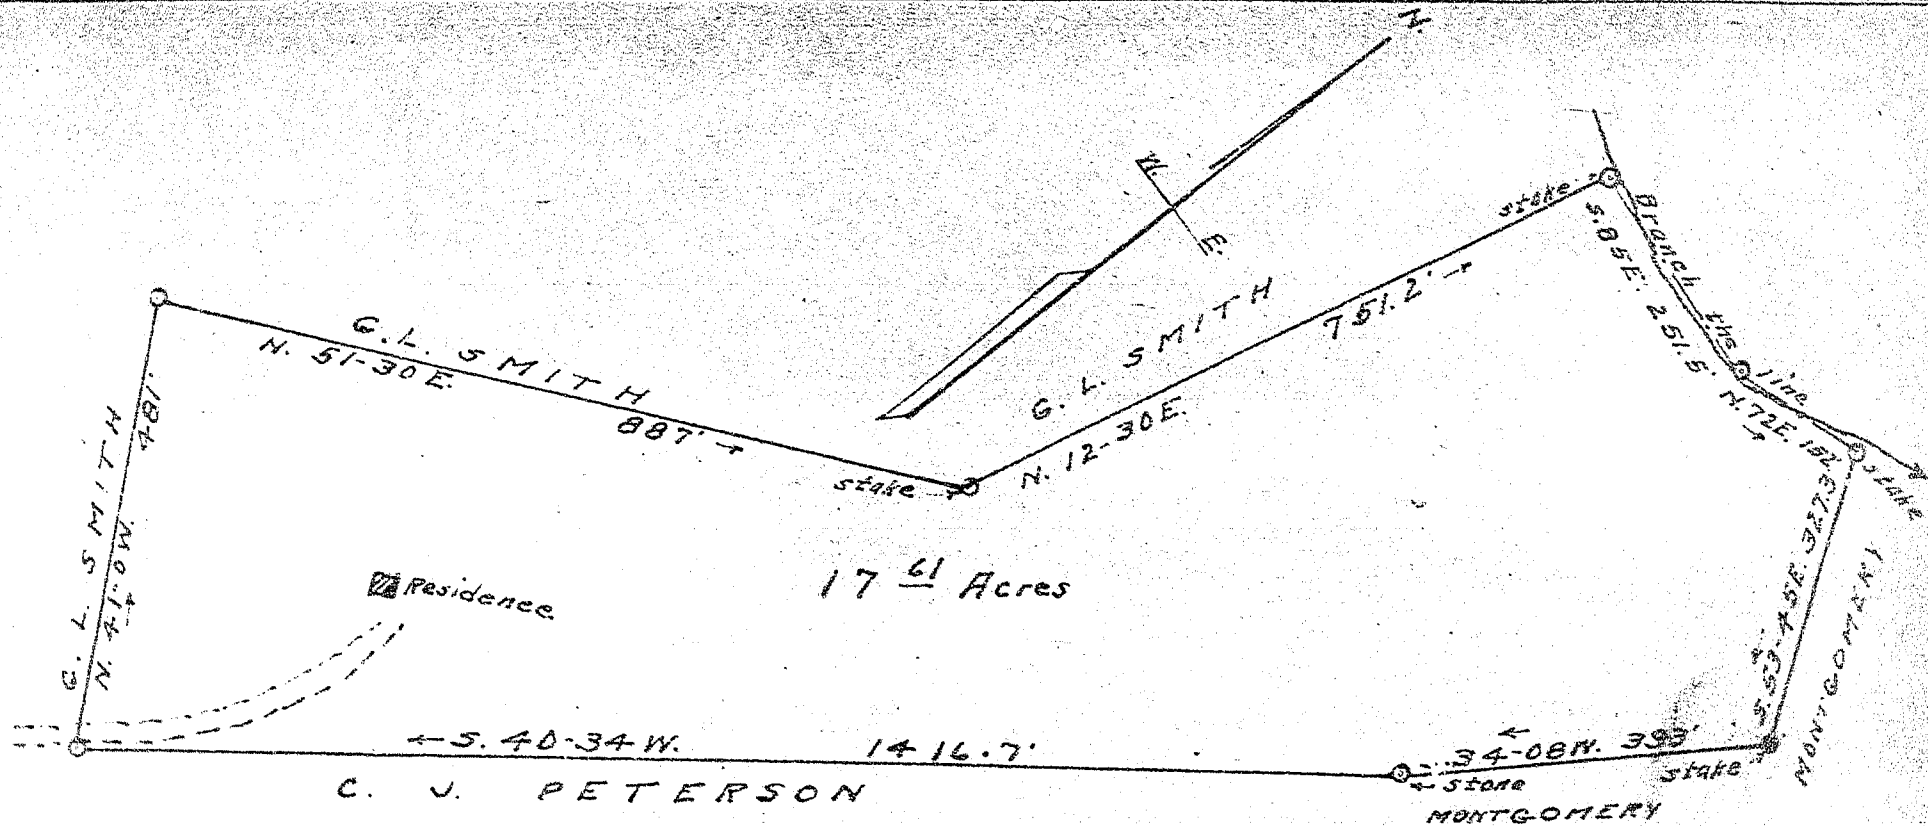 N.
W.
E.
G. L. SMITH
N. 41-0 W. 481'
G. L. SMITH
N. 51-30 E. 887'
stake
G. L. SMITH
N. 12-30 E. 751.2'
stake
Branch the line
S. 85 E. 251.5'
N. 72 E. 152'
stake
S. 53-45 E. 327.3'
MONTGOMERY
17 61 Acres
Residence
S. 40-34 W. 1416.7'
C. J. PETERSON
34-08 W. 393'
stone
stake
MONTGOMERY